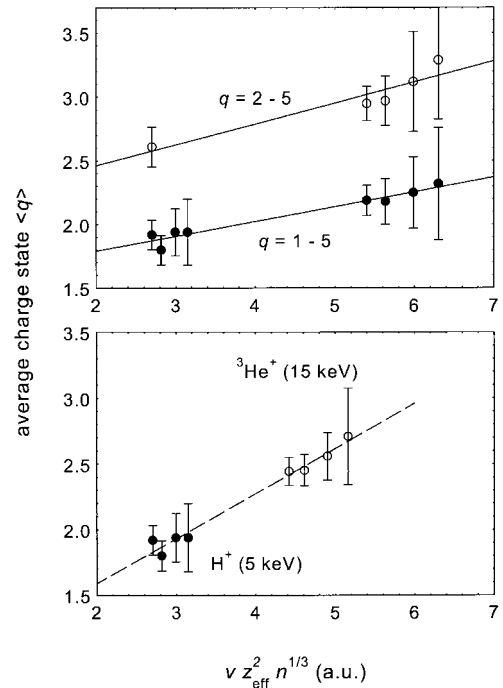 3.5
3.0
2.5
2.0
1.5
q = 2 - 5
q = 1 - 5
2 3 4 5 6 7
average charge state <q>
3.5
3.0
2.5
2.0
1.5
³He⁺ (15 keV)
H⁺ (5 keV)
2 3 4 5 6 7
v z²eff n¹/³ (a.u.)